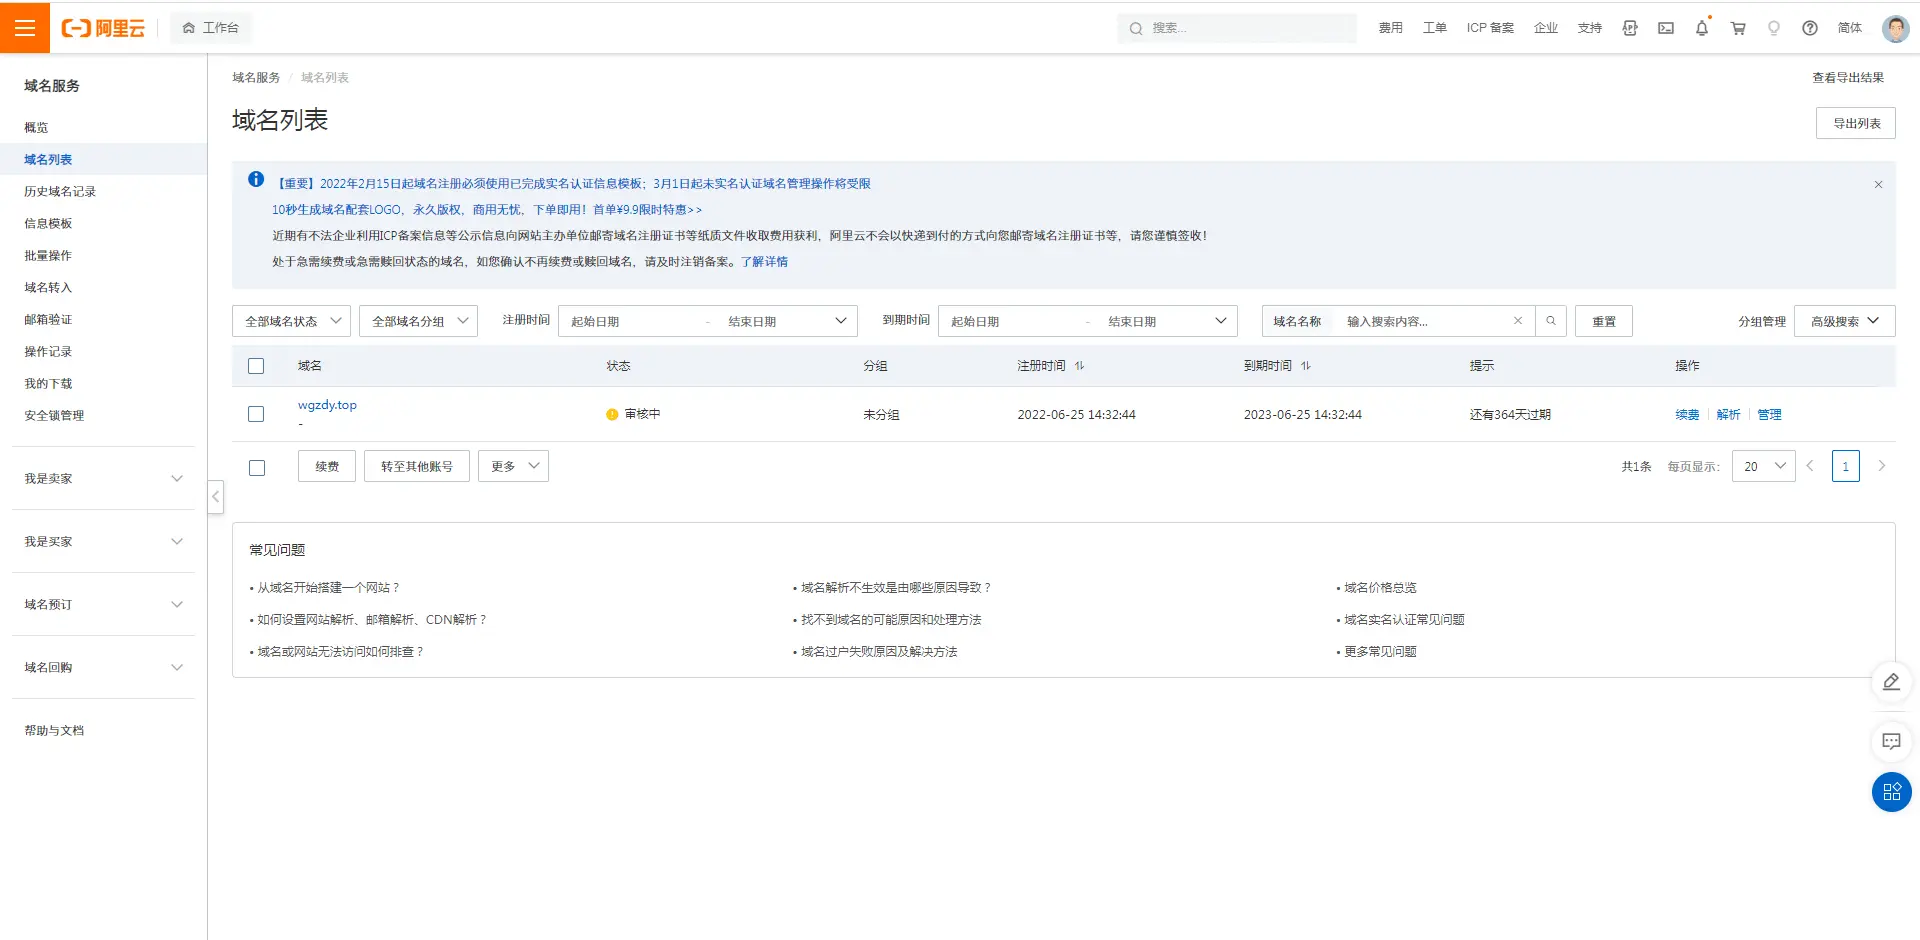 阿里云
工作台
搜索...
费用
工单
ICP 备案
企业
支持
简体
域名服务
概览
域名列表
历史域名记录
信息模板
批量操作
域名转入
邮箱验证
操作记录
我的下载
安全锁管理
我是卖家
我是买家
域名预订
域名回购
帮助与文档
域名服务 / 域名列表
查看导出结果
域名列表
导出列表
【重要】2022年2月15日起域名注册必须使用已完成实名认证信息模板；3月1日起未实名认证域名管理操作将受限
10秒生成域名配套LOGO，永久版权，商用无忧，下单即用！首单¥9.9限时特惠>>
近期有不法企业利用ICP备案信息等公示信息向网站主办单位邮寄域名注册证书等纸质文件收取费用获利，阿里云不会以快递到付的方式向您邮寄域名注册证书等，请您谨慎签收！
处于急需续费或急需赎回状态的域名，如您确认不再续费或赎回域名，请及时注销备案。了解详情
全部域名状态
全部域名分组
注册时间
起始日期 - 结束日期
到期时间
起始日期 - 结束日期
域名名称
输入搜索内容...
重置
分组管理
高级搜索
域名 状态 分组 注册时间 到期时间 提示 操作
wgzdy.top 审核中 未分组 2022-06-25 14:32:44 2023-06-25 14:32:44 还有364天过期 续费 解析 管理
-
续费
转至其他账号
更多
共1条 每页显示： 20 1
常见问题
• 从域名开始搭建一个网站？
• 域名解析不生效是由哪些原因导致？
• 域名价格总览
• 如何设置网站解析、邮箱解析、CDN解析？
• 找不到域名的可能原因和处理方法
• 域名实名认证常见问题
• 域名或网站无法访问如何排查？
• 域名过户失败原因及解决方法
• 更多常见问题